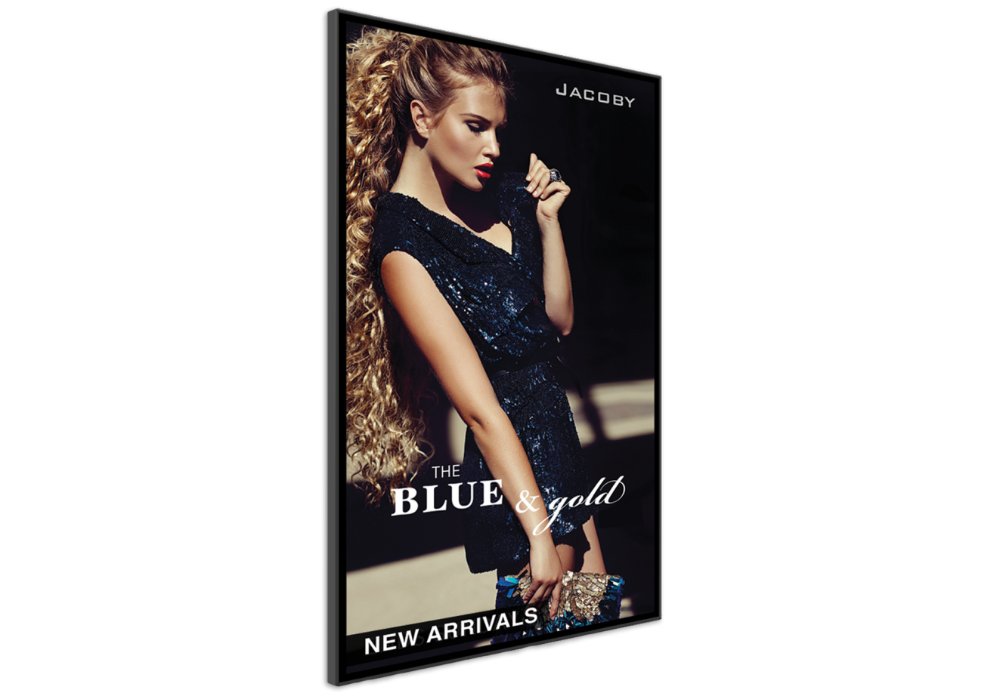 JACOBY
THE
BLUE & gold
NEW ARRIVALS